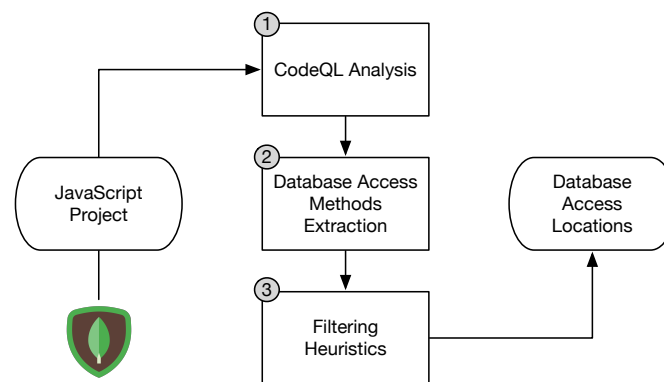 1
CodeQL Analysis
JavaScript
Project
2
Database Access
Methods
Extraction
Database
Access
Locations
3
Filtering
Heuristics